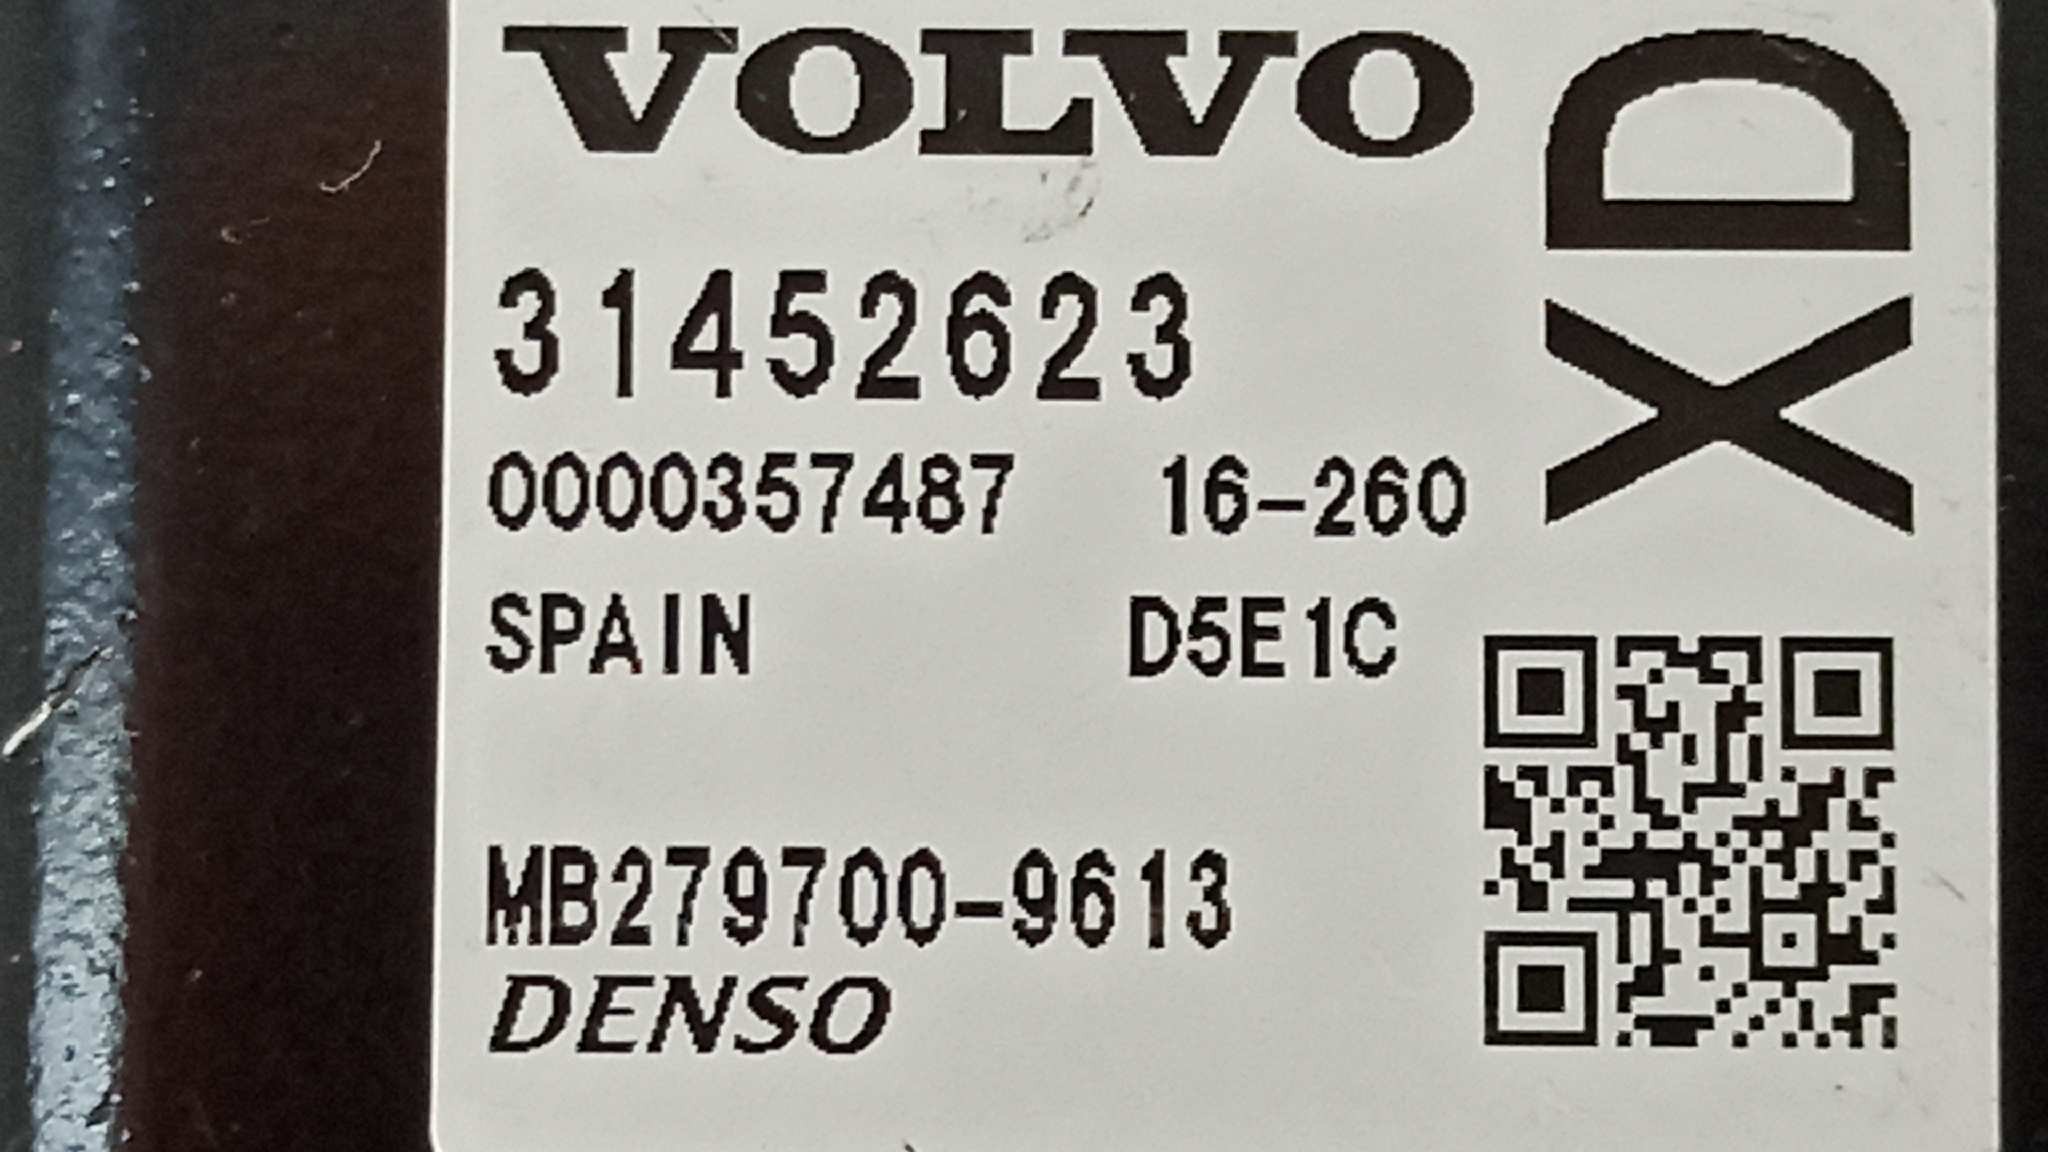 VOLVO
XD
31452623
0000357487 16-260
SPAIN D5E1C
MB279700-9613
DENSO